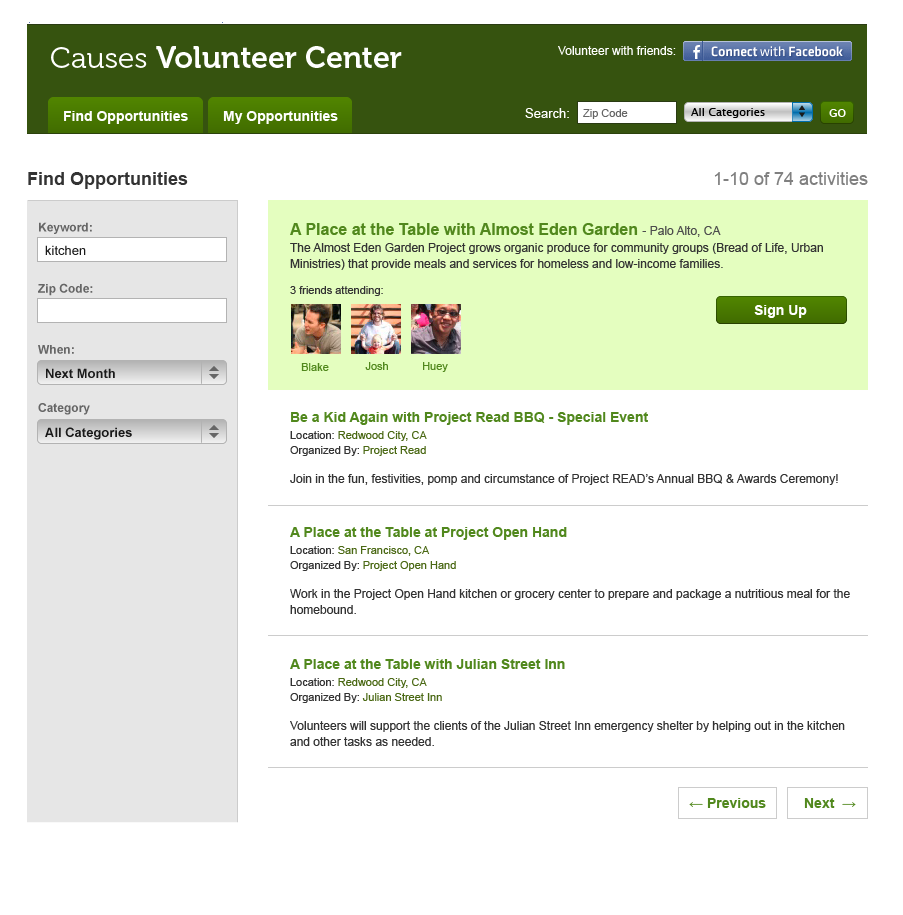 Causes Volunteer Center
Volunteer with friends:
f Connect with Facebook
Find Opportunities
My Opportunities
Search:
Zip Code
All Categories
GO
Find Opportunities
1-10 of 74 activities
Keyword:
kitchen
Zip Code:
When:
Next Month
Category
All Categories
A Place at the Table with Almost Eden Garden - Palo Alto, CA
The Almost Eden Garden Project grows organic produce for community groups (Bread of Life, Urban
Ministries) that provide meals and services for homeless and low-income families.
3 friends attending:
Blake
Josh
Huey
Sign Up
Be a Kid Again with Project Read BBQ - Special Event
Location: Redwood City, CA
Organized By: Project Read
Join in the fun, festivities, pomp and circumstance of Project READ's Annual BBQ & Awards Ceremony!
A Place at the Table at Project Open Hand
Location: San Francisco, CA
Organized By: Project Open Hand
Work in the Project Open Hand kitchen or grocery center to prepare and package a nutritious meal for the
homebound.
A Place at the Table with Julian Street Inn
Location: Redwood City, CA
Organized By: Julian Street Inn
Volunteers will support the clients of the Julian Street Inn emergency shelter by helping out in the kitchen
and other tasks as needed.
← Previous
Next →